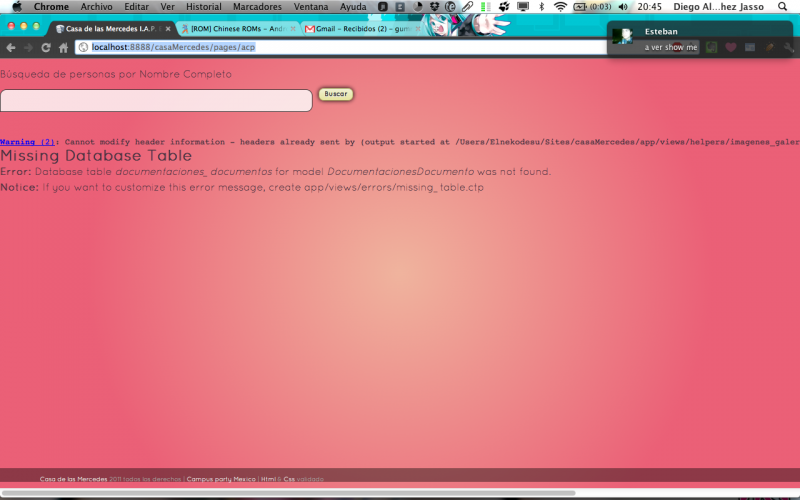 Chrome Archivo Editar Ver Historial Marcadores Ventana Ayuda (0:03) 20:45 Diego Al...hez Jasso
Casa de las Mercedes I.A.P. [ROM] Chinese ROMs - Andr Gmail - Recibidos (2) - gum
Esteban
a ver show me
localhost:8888/casaMercedes/pages/acp
Búsqueda de personas por Nombre Completo
Buscar
Warning (2): Cannot modify header information - headers already sent by (output started at /Users/Elnekodesu/Sites/casaMercedes/app/views/helpers/imagenes_galer
Missing Database Table
Error: Database table documentaciones_documentos for model DocumentacionesDocumento was not found.
Notice: If you want to customize this error message, create app/views/errors/missing_table.ctp
Casa de las Mercedes 2011 todos los derechos | Campus party Mexico | Html & Css validado